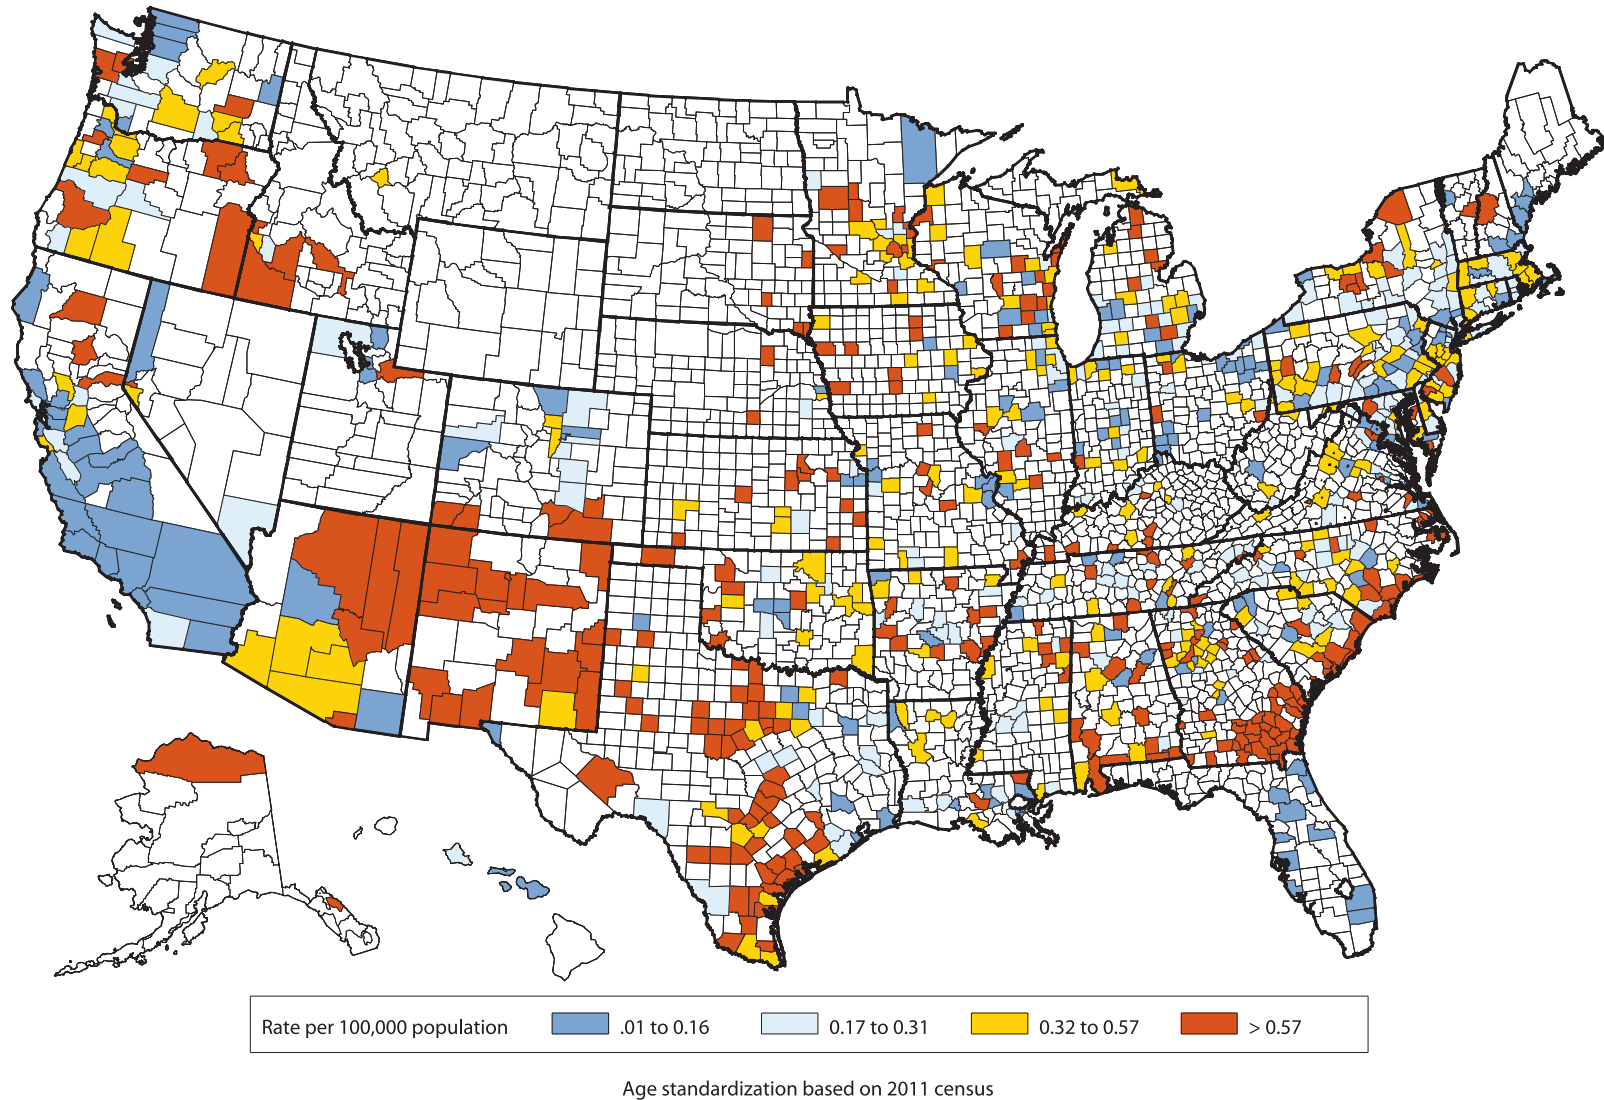 Rate per 100,000 population .01 to 0.16 0.17 to 0.31 0.32 to 0.57 > 0.57
Age standardization based on 2011 census